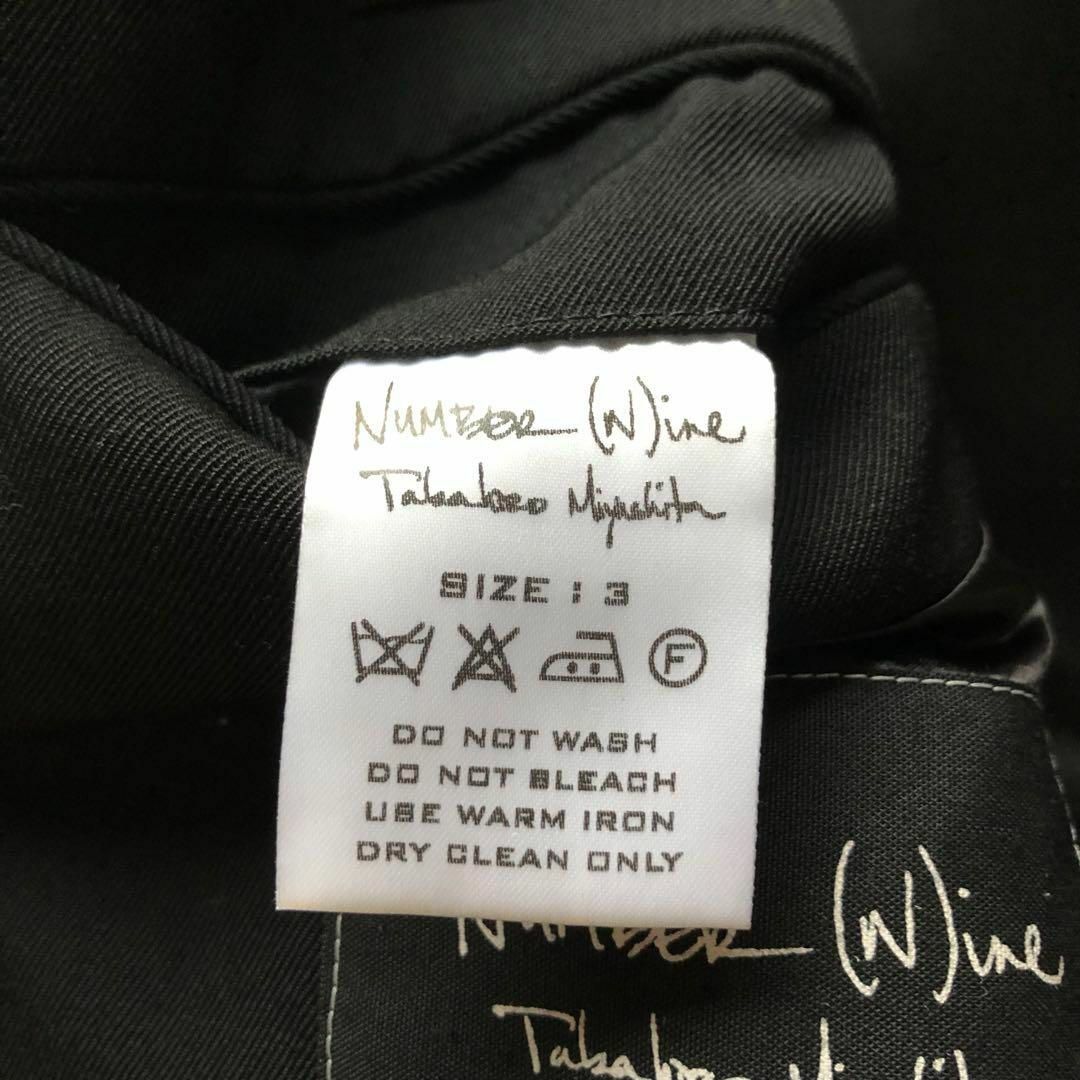 NUMBER (N)ine
Takahiro Miyashita
SIZE : 3
F
DO NOT WASH
DO NOT BLEACH
USE WARM IRON
DRY CLEAN ONLY
NUMBER (N)ine